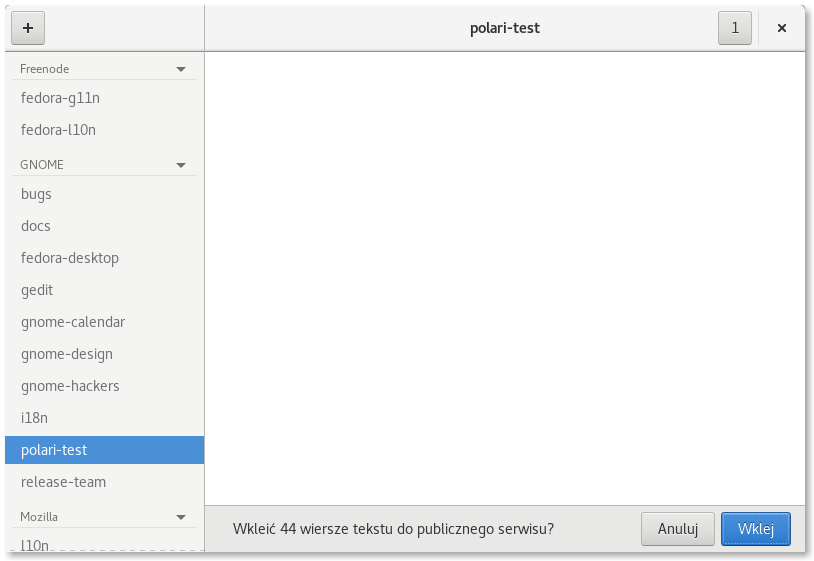 +
polari-test
1
×
Freenode
fedora-g11n
fedora-l10n
GNOME
bugs
docs
fedora-desktop
gedit
gnome-calendar
gnome-design
gnome-hackers
i18n
polari-test
release-team
Mozilla
l10n
Wkleić 44 wiersze tekstu do publicznego serwisu?
Anuluj
Wklej